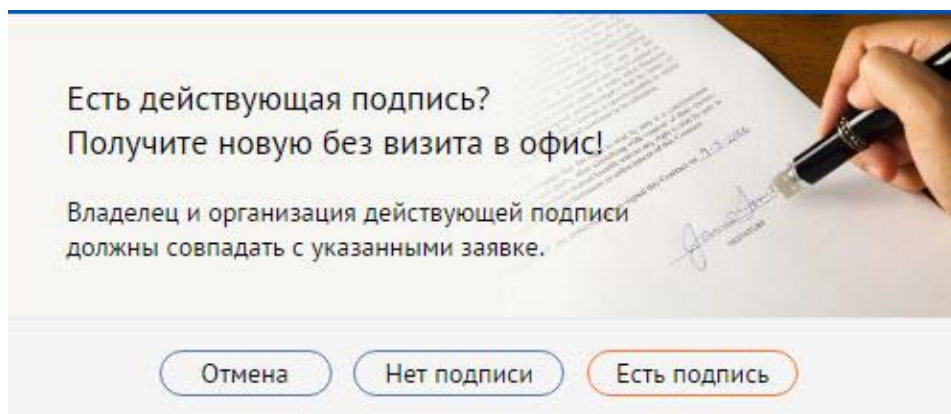 Есть действующая подпись?
Получите новую без визита в офис!
Владелец и организация действующей подписи
должны совпадать с указанными заявке.
Отмена
Нет подписи
Есть подпись